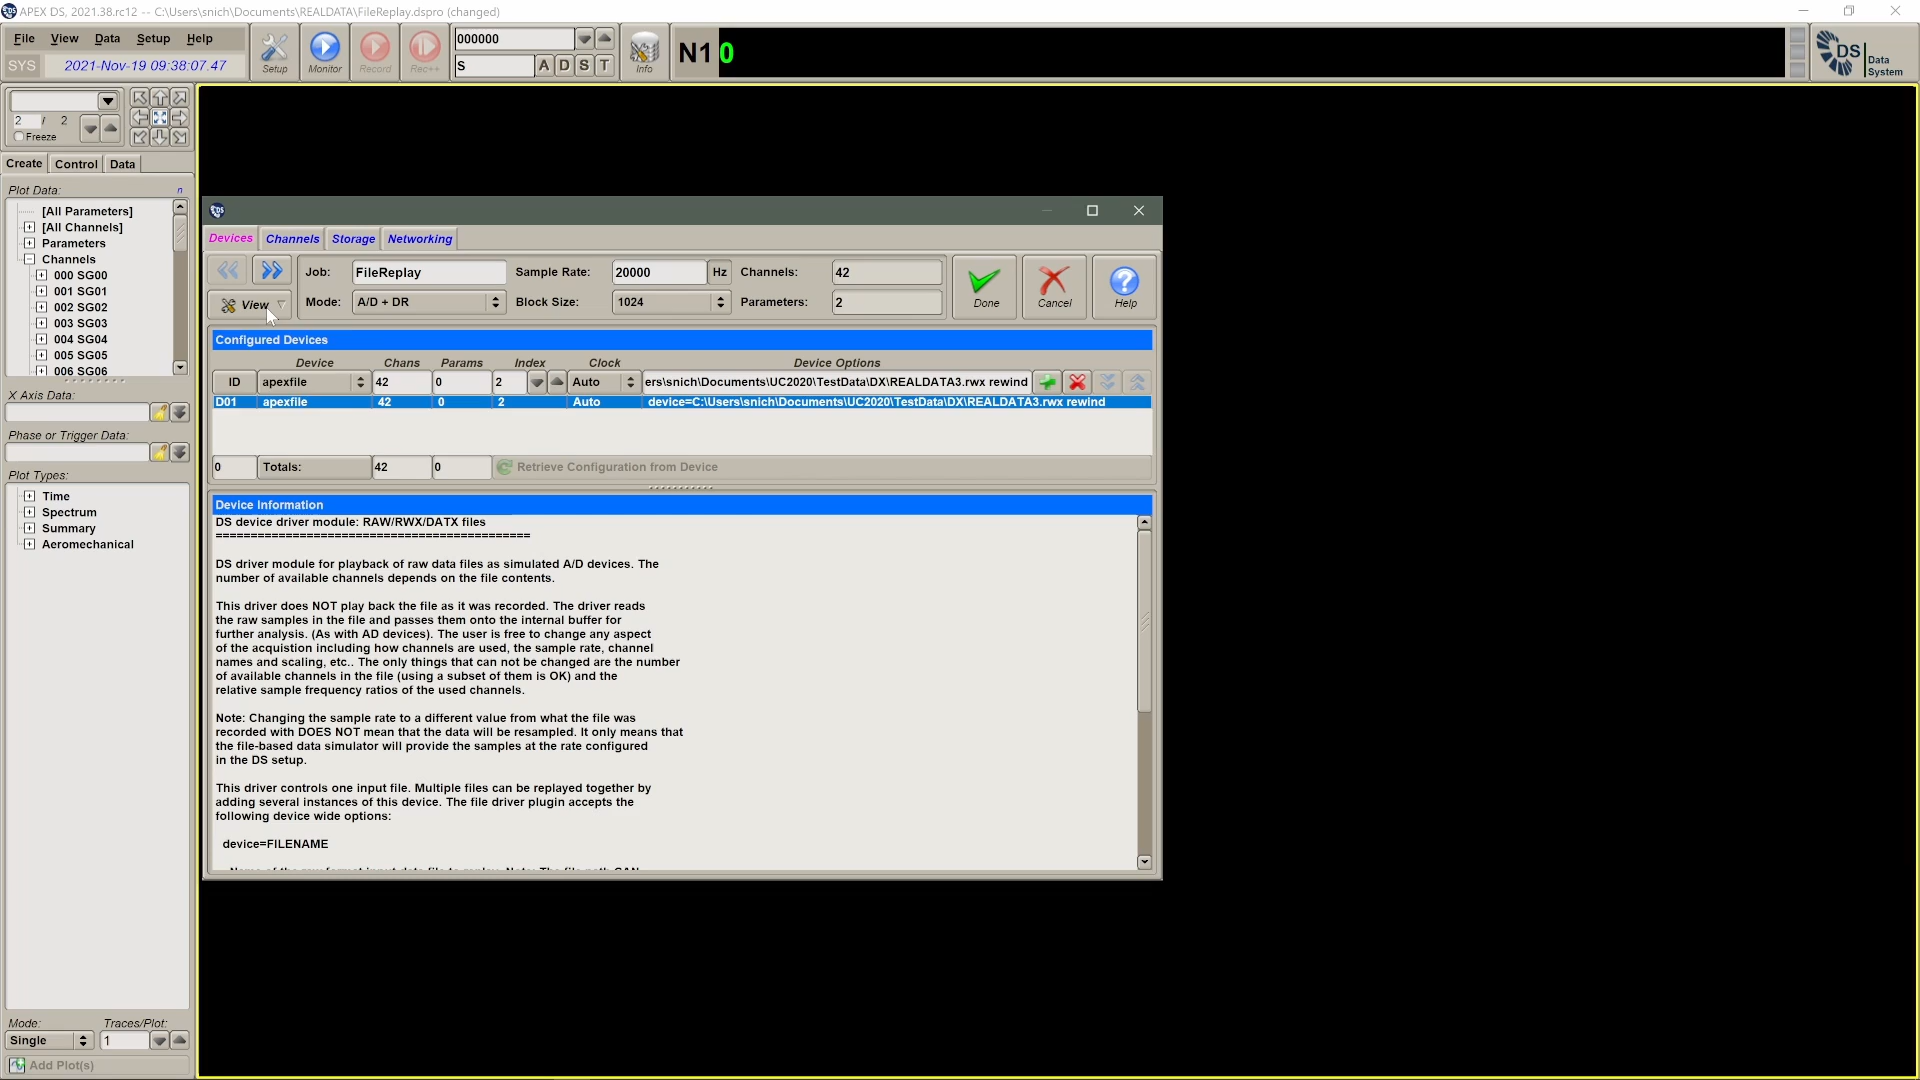 APEX DS, 2021.38.rc12 -- C:\Users\snich\Documents\REALDATA\FileReplay.dspro (changed)
File View Data Setup Help
SYS 2021-Nov-19 09:38:07.47
Setup Monitor Record Rec++
000000
S A D S T
Info
N1 0
DS Data System
2 / 2
Freeze
Create Control Data
Plot Data: n
[All Parameters]
[All Channels]
Parameters
Channels
000 SG00
001 SG01
002 SG02
003 SG03
004 SG04
005 SG05
006 SG06
X Axis Data:
Phase or Trigger Data:
Plot Types:
Time
Spectrum
Summary
Aeromechanical
Mode: Traces/Plot:
Single 1
Add Plot(s)
Devices Channels Storage Networking
View
Job: FileReplay Sample Rate: 20000 Hz Channels: 42
Mode: A/D + DR Block Size: 1024 Parameters: 2
Done Cancel Help
Configured Devices
Device Chans Params Index Clock Device Options
ID apexfile 42 0 2 Auto ers\snich\Documents\UC2020\TestData\DX\REALDATA3.rwx rewind
D01 apexfile 42 0 2 Auto device=C:\Users\snich\Documents\UC2020\TestData\DX\REALDATA3.rwx rewind
0 Totals: 42 0 Retrieve Configuration from Device
Device Information
DS device driver module: RAW/RWX/DATX files
=============================================
DS driver module for playback of raw data files as simulated A/D devices. The
number of available channels depends on the file contents.
This driver does NOT play back the file as it was recorded. The driver reads
the raw samples in the file and passes them onto the internal buffer for
further analysis. (As with AD devices). The user is free to change any aspect
of the acquistion including how channels are used, the sample rate, channel
names and scaling, etc.. The only things that can not be changed are the number
of available channels in the file (using a subset of them is OK) and the
relative sample frequency ratios of the used channels.
Note: Changing the sample rate to a different value from what the file was
recorded with DOES NOT mean that the data will be resampled. It only means that
the file-based data simulator will provide the samples at the rate configured
in the DS setup.
This driver controls one input file. Multiple files can be replayed together by
adding several instances of this device. The file driver plugin accepts the
following device wide options:
device=FILENAME